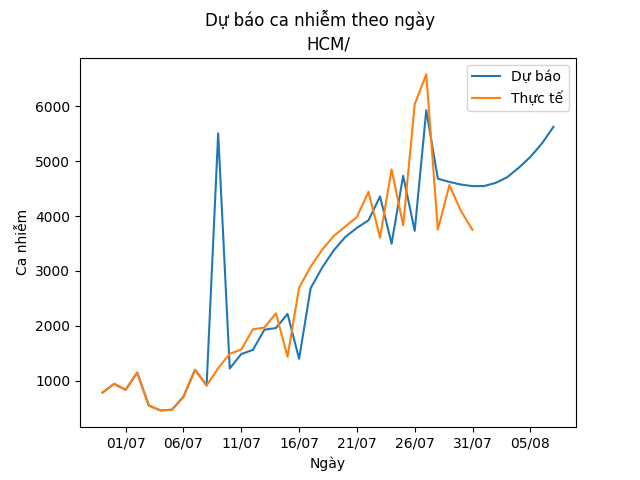 Dự báo ca nhiễm theo ngày
HCM/
Dự báo
Thực tế
6000
5000
4000
3000
2000
1000
Ca nhiễm
01/07 06/07 11/07 16/07 21/07 26/07 31/07 05/08
Ngày